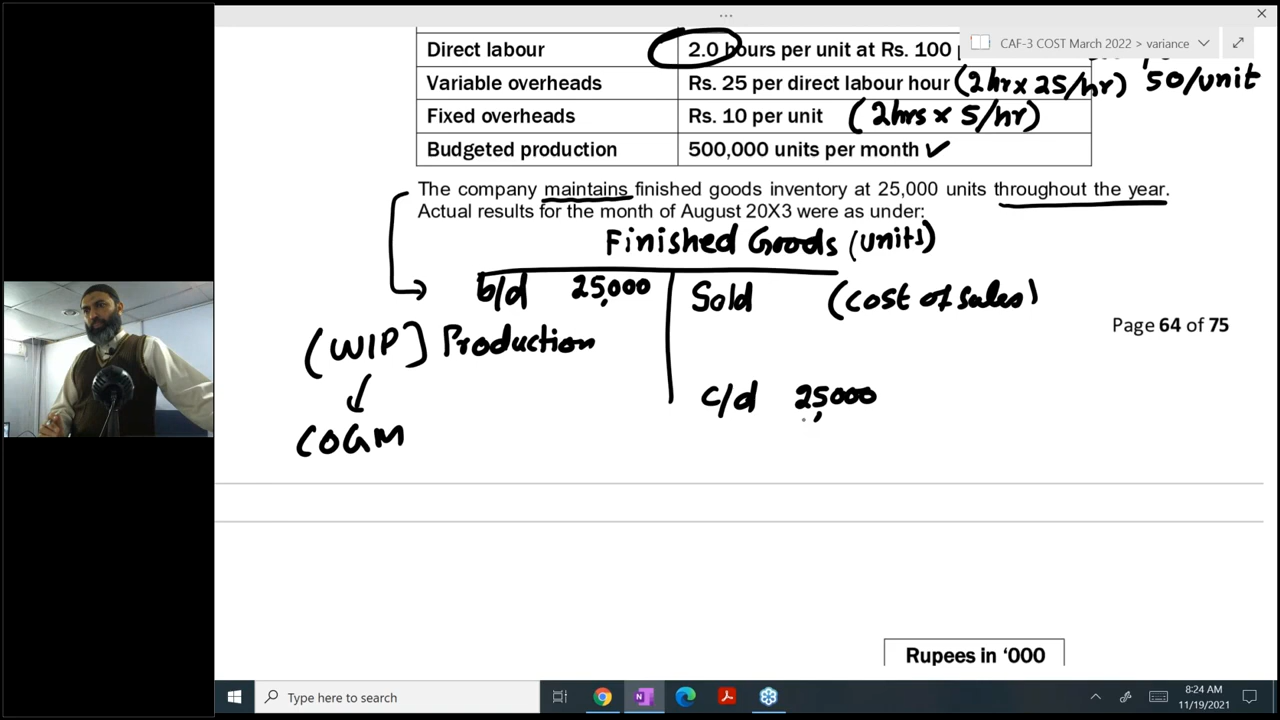 CAF-3 COST March 2022 > variance
Direct labour 2.0 hours per unit at Rs. 100
Variable overheads Rs. 25 per direct labour hour (2hr x 25/hr) 50/unit
Fixed overheads Rs. 10 per unit (2hrs x 5/hr)
Budgeted production 500,000 units per month ✓
The company maintains finished goods inventory at 25,000 units throughout the year.
Actual results for the month of August 20X3 were as under:
Finished Goods (units)
b/d 25,000 Sold (cost of sales)
(WIP) Production
Page 64 of 75
c/d 25,000
COGM
Rupees in ‘000
Type here to search
8:24 AM
11/19/2021